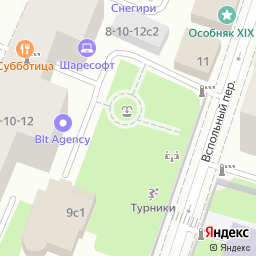 Снегири
8-10-12с2
Особняк XIX
Субботица
Шаресофт
11
Вспольный пер.
8-10-12
Blt Agency
Турники
9с1
Яндекс